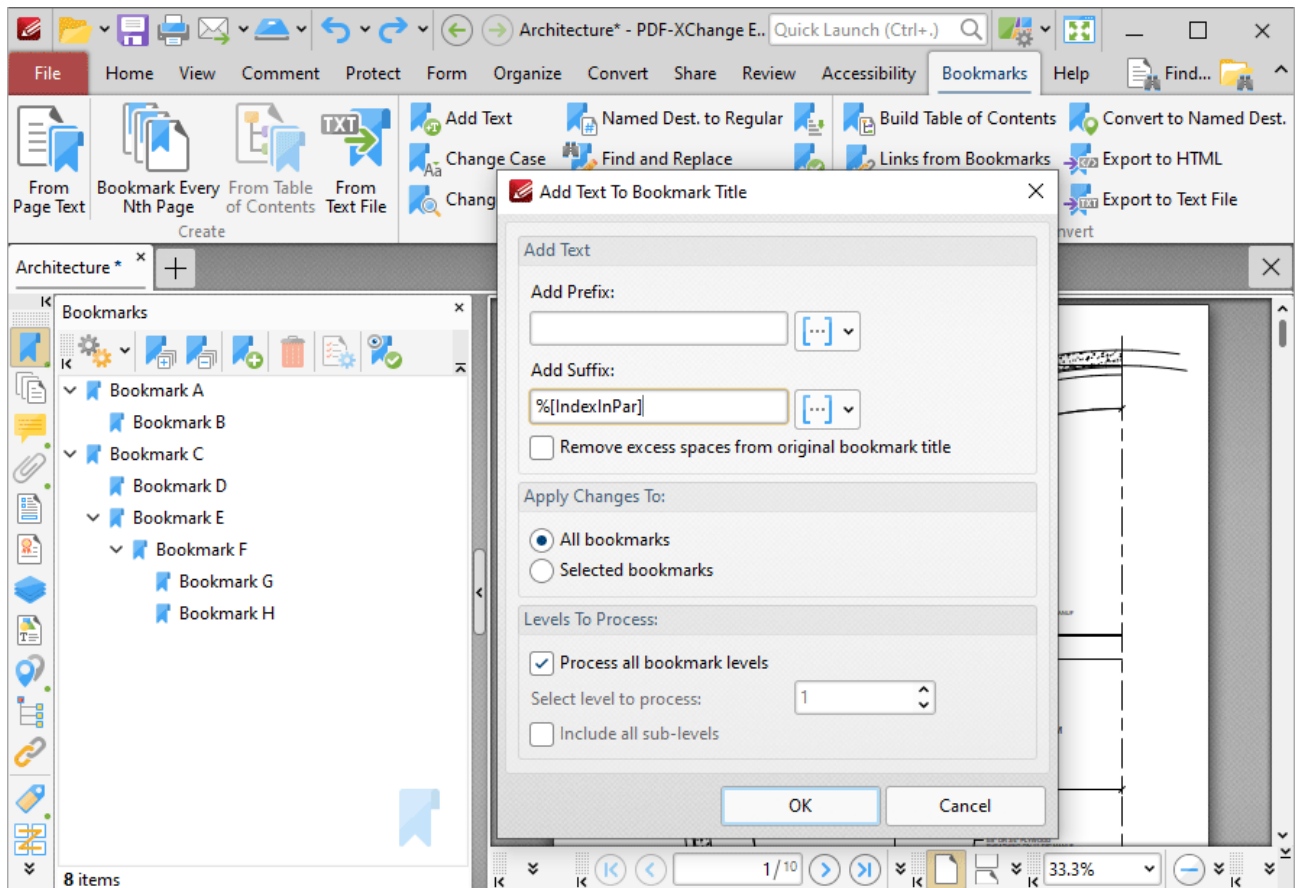 Architecture* - PDF-XChange E..
Quick Launch (Ctrl+.)
File Home View Comment Protect Form Organize Convert Share Review Accessibility Bookmarks Help Find...
From Page Text
Bookmark Every Nth Page
From Table of Contents
TXT
From Text File
Create
Add Text
Change Case
Chang
Named Dest. to Regular
Find and Replace
Build Table of Contents
Links from Bookmarks
Convert to Named Dest.
Export to HTML
Export to Text File
nvert
Architecture *
Bookmarks
Bookmark A
Bookmark B
Bookmark C
Bookmark D
Bookmark E
Bookmark F
Bookmark G
Bookmark H
8 items
Add Text To Bookmark Title
Add Text
Add Prefix:
Add Suffix:
%[IndexInPar]
Remove excess spaces from original bookmark title
Apply Changes To:
All bookmarks
Selected bookmarks
Levels To Process:
Process all bookmark levels
Select level to process:
1
Include all sub-levels
OK
Cancel
1/10
33.3%